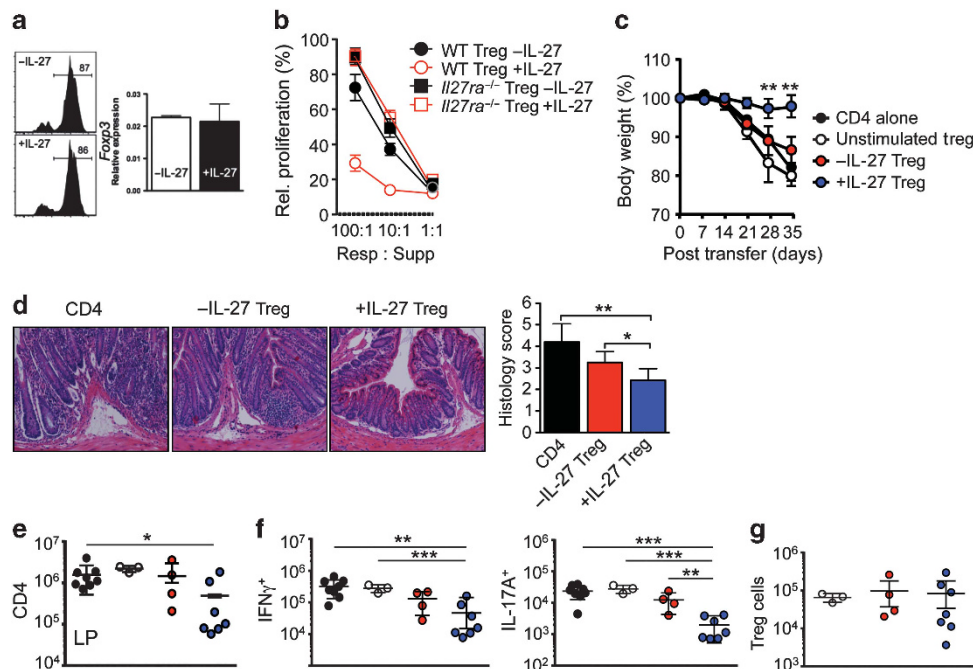 a
–IL-27
87
+IL-27
86
Foxp3
Relative expression
0.03
0.02
0.01
0.00
–IL-27
+IL-27
b
Rel. proliferation (%)
100
80
60
40
20
0
100:1 10:1 1:1
Resp : Supp
WT Treg –IL-27
WT Treg +IL-27
Il27ra–/– Treg –IL-27
Il27ra–/– Treg +IL-27
c
Body weight (%)
110
100
90
80
70
** **
0 7 14 21 28 35
Post transfer (days)
CD4 alone
Unstimulated treg
–IL-27 Treg
+IL-27 Treg
d
CD4 –IL-27 Treg +IL-27 Treg
Histology score
6
5
4
3
2
1
0
**
*
CD4
–IL-27 Treg
+IL-27 Treg
e
CD4
10⁷
10⁶
10⁵
10⁴
*
LP
f
IFNγ⁺
10⁶
10⁵
10⁴
**
***
IL-17A⁺
10⁶
10⁵
10⁴
10³
10²
***
***
**
g
Treg cells
10⁶
10⁵
10⁴
10³